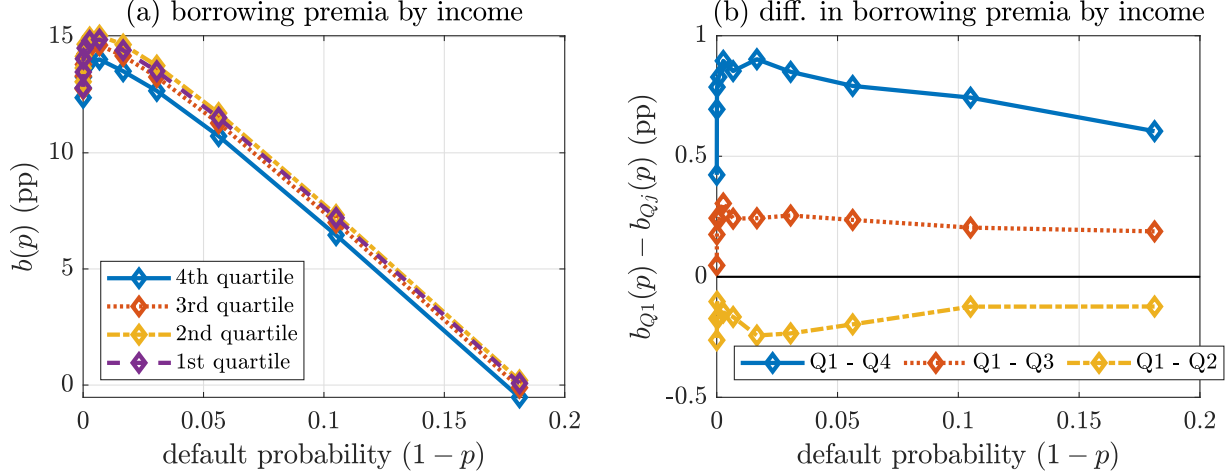 (a) borrowing premia by income
15
10
5
0
b(p) (pp)
4th quartile
3rd quartile
2nd quartile
1st quartile
0
0.05
0.1
0.15
0.2
default probability (1 − p)
(b) diff. in borrowing premia by income
1
0.5
0
-0.5
b_{Q1}(p) − b_{Qj}(p) (pp)
Q1 - Q4
Q1 - Q3
Q1 - Q2
0
0.05
0.1
0.15
0.2
default probability (1 − p)